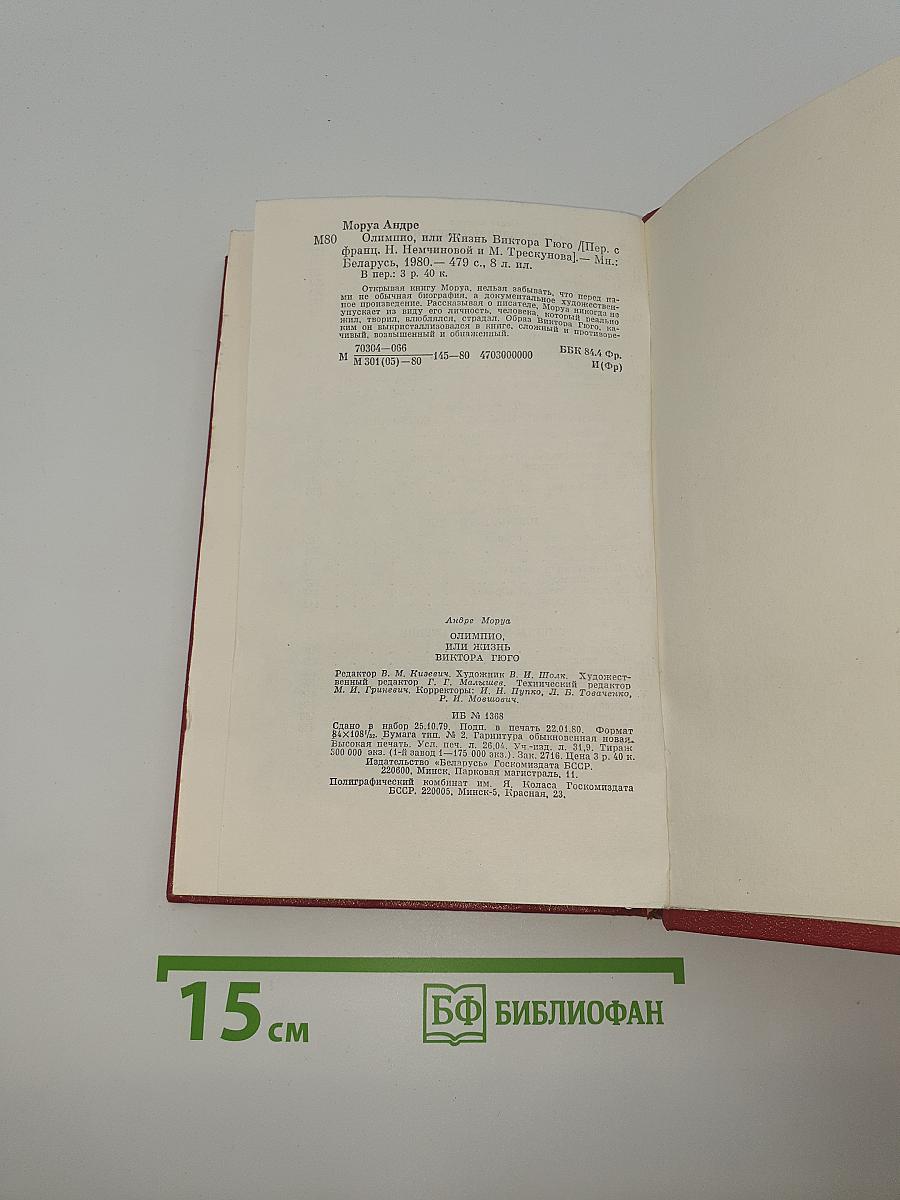 Моруа Андре
М80 Олимпио, или Жизнь Виктора Гюго /[Пер. с
франц. Н. Немчиновой и М. Трескунова].— Мн.:
Беларусь, 1980.— 479 с., 8 л. ил.
В пер.: 3 р. 40 к.
Открывая книгу Моруа, нельзя забывать, что перед на-
ми не обычная биография, а документальное художествен-
ное произведение. Рассказывая о писателе, Моруа никогда не
упускает из виду его личность, человека, который реально
жил, творил, влюблялся, страдал. Образ Виктора Гюго, ка-
ким он выкристаллизовался в книге, сложный и противоре-
чивый, возвышенный и обнаженный.
М 70304—066
М 301(05)—80 145—80 4703000000
ББК 84.4 Фр.
И(Фр)
Андре Моруа
ОЛИМПИО,
ИЛИ ЖИЗНЬ
ВИКТОРА ГЮГО
Редактор В. М. Кизевич. Художник В. И. Шолк. Художест-
венный редактор Г. Г. Малышев. Технический редактор
М. И. Гриневич. Корректоры: И. Н. Пупко, Л. Б. Товаченко,
Р. И. Мовшович.
ИБ № 1368
Сдано в набор 25.10.79. Подп. в печать 22.01.80. Формат
84×108¹/₃₂. Бумага тип. № 2. Гарнитура обыкновенная новая.
Высокая печать. Усл. печ. л. 26,04. Уч-изд. л. 31,9. Тираж
300 000 экз. (1-й завод 1—175 000 экз.). Зак. 2716. Цена 3 р. 40 к.
Издательство «Беларусь» Госкомиздата БССР.
220600, Минск, Парковая магистраль, 11.
Полиграфический комбинат им. Я. Коласа Госкомиздата
БССР. 220005, Минск-5, Красная, 23.
15 см
БФ БИБЛИОФАН